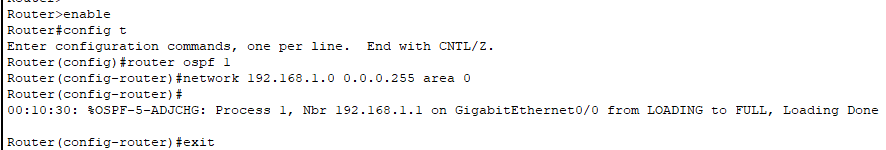 Router>enable
Router#config t
Enter configuration commands, one per line.  End with CNTL/Z.
Router(config)#router ospf 1
Router(config-router)#network 192.168.1.0 0.0.0.255 area 0
Router(config-router)#
00:10:30: %OSPF-5-ADJCHG: Process 1, Nbr 192.168.1.1 on GigabitEthernet0/0 from LOADING to FULL, Loading Done
Router(config-router)#exit